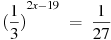 (1/3)^(2x-19) = 1/27